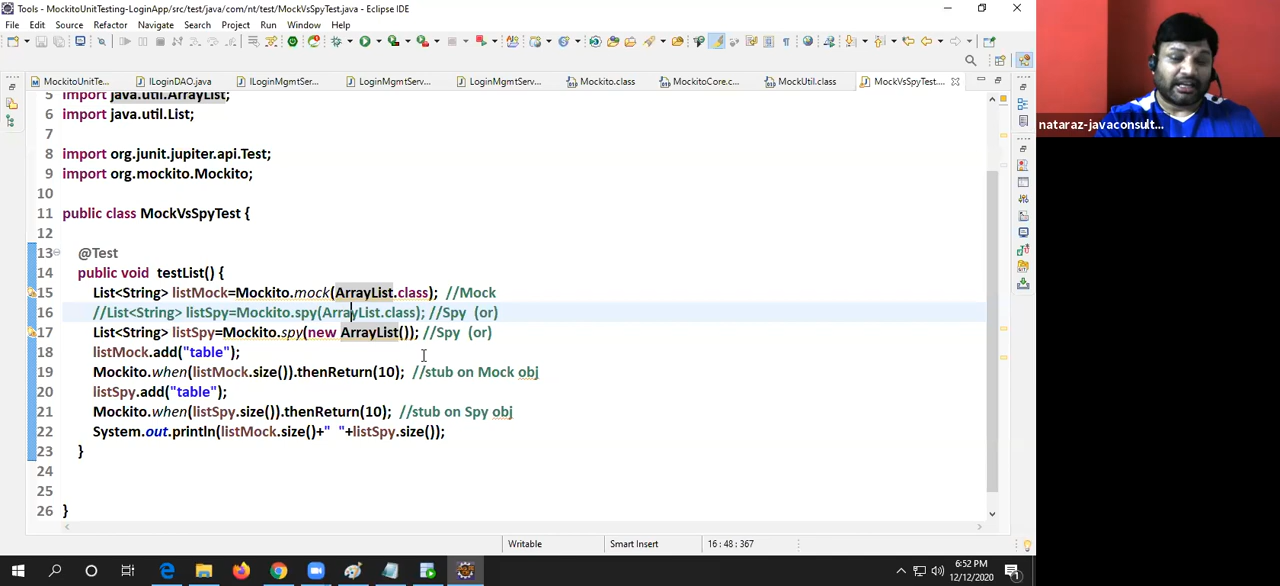 Tools - MockitoUnitTesting-LoginApp/src/test/java/com/nt/test/MockVsSpyTest.java - Eclipse IDE
File Edit Source Refactor Navigate Search Project Run Window Help
MockitoUnitTe... ILoginDAO.java ILoginMgmtSer... LoginMgmtServ... LoginMgmtServ... Mockito.class MockitoCore.c... MockUtil.class MockVsSpyTest....
5 import java.util.ArrayList;
6 import java.util.List;
7
8 import org.junit.jupiter.api.Test;
9 import org.mockito.Mockito;
10
11 public class MockVsSpyTest {
12
13 @Test
14 public void testList() {
15 List<String> listMock=Mockito.mock(ArrayList.class); //Mock
16 //List<String> listSpy=Mockito.spy(ArrayList.class); //Spy (or)
17 List<String> listSpy=Mockito.spy(new ArrayList()); //Spy (or)
18 listMock.add("table");
19 Mockito.when(listMock.size()).thenReturn(10); //stub on Mock obj
20 listSpy.add("table");
21 Mockito.when(listSpy.size()).thenReturn(10); //stub on Spy obj
22 System.out.println(listMock.size()+" "+listSpy.size());
23 }
24
25
26 }
nataraz-javaconsult...
Writable Smart Insert 16 : 48 : 367
6:52 PM
12/12/2020